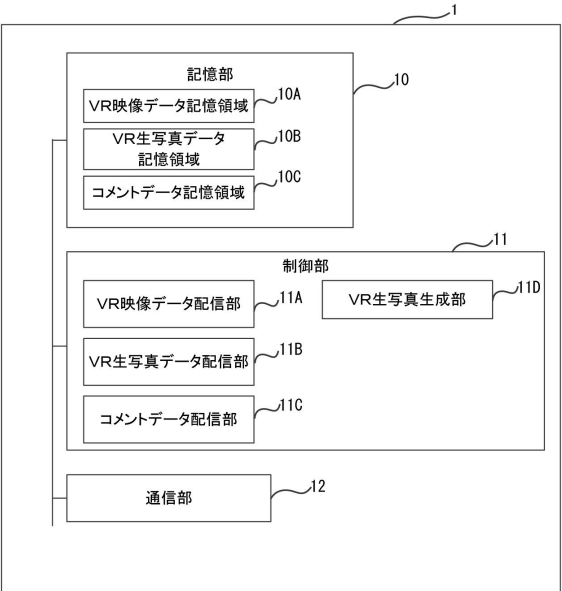 1
記憶部
10
VR映像データ記憶領域
10A
VR生写真データ
記憶領域
10B
コメントデータ記憶領域
10C
11
制御部
VR映像データ配信部
11A
VR生写真生成部
11D
VR生写真データ配信部
11B
コメントデータ配信部
11C
通信部
12